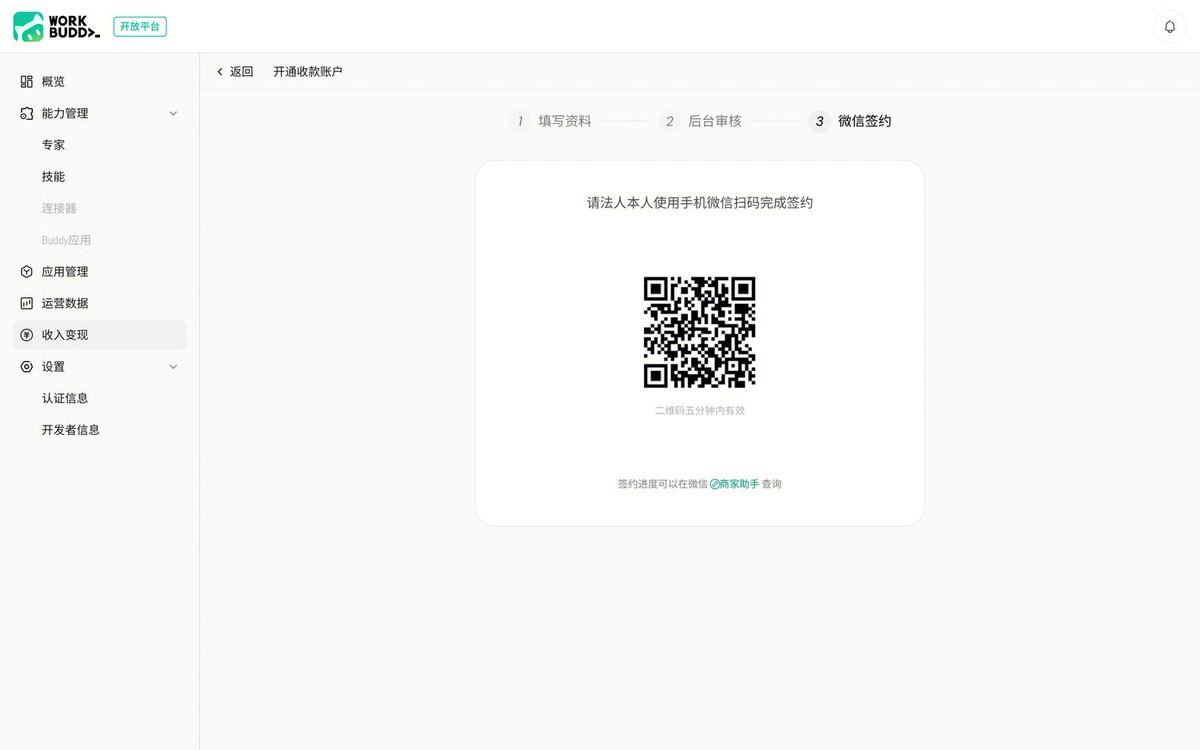 WORK
BUDD>_
开放平台
概览
能力管理
专家
技能
连接器
Buddy应用
应用管理
运营数据
收入变现
设置
认证信息
开发者信息
返回 开通收款账户
1 填写资料 2 后台审核 3 微信签约
请法人本人使用手机微信扫码完成签约
二维码五分钟内有效
签约进度可以在微信商家助手 查询